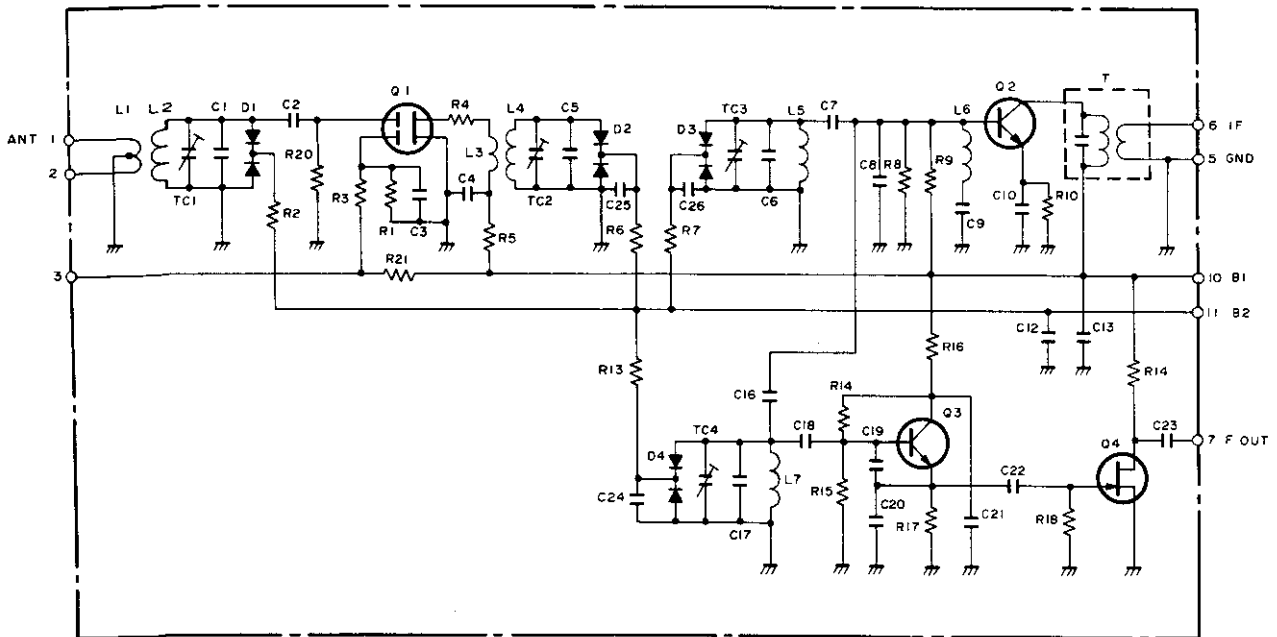 L1 L2 C1 D1 C2 Q1 R4 L4 C5 D2 D3 TC3 L5 C7 L6 Q2 T
ANT 1
2
3
R20
L3
C8 R8 R9
6 IF
5 GND
TC1 R2 R3 R1 C3 C4 R5 TC2 C25 R6 C26 R7 C6 C9 C10 R10
R21
10 B1
11 B2
R13 R16 C12 C13 R14
C16 R14
D4 TC4 C18 C19 Q3 Q4 C23
7 F OUT
C24 L7 R15 C22
C17 C20 R17 C21 R18